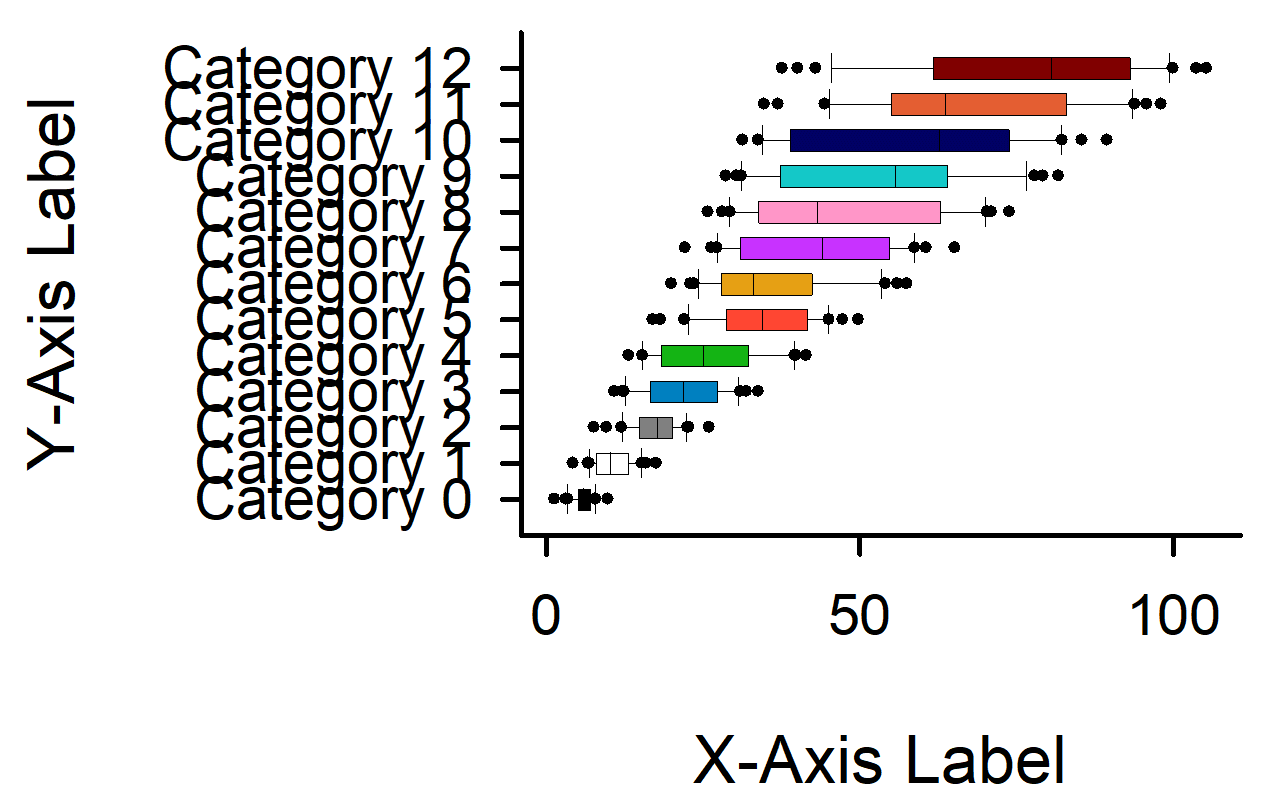 Y-Axis Label
Category 12
Category 11
Category 10
Category 9
Category 8
Category 7
Category 6
Category 5
Category 4
Category 3
Category 2
Category 1
Category 0
0 50 100
X-Axis Label